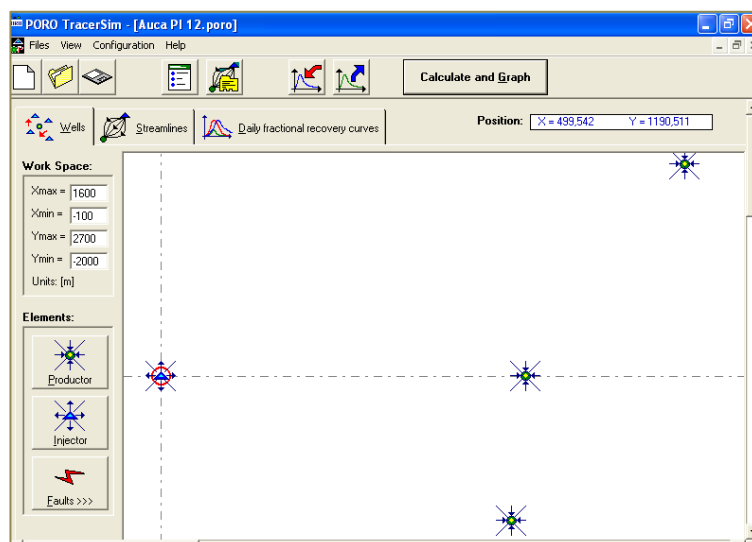 PORO TracerSim - [Auca PI 12.poro]
Files View Configuration Help
Calculate and Graph
Wells Streamlines Daily fractional recovery curves Position: X = 499,542 Y = 1190,511
Work Space:
Xmax = 1600
Xmin = -100
Ymax = 2700
Ymin = -2000
Units: [m]
Elements:
Productor
Injector
Faults >>>